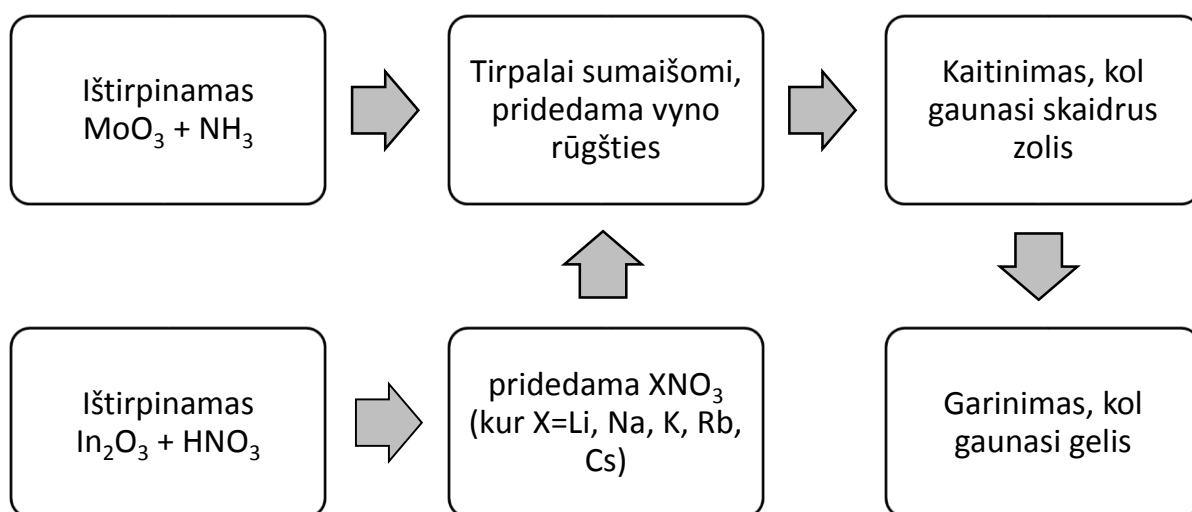 Ištirpinamas
MoO₃ + NH₃
Tirpalai sumaišomi,
pridedama vyno
rūgšties
Kaitinimas, kol
gaunasi skaidrus
zolis
Ištirpinamas
In₂O₃ + HNO₃
pridedama XNO₃
(kur X=Li, Na, K, Rb,
Cs)
Garinimas, kol
gaunasi gelis